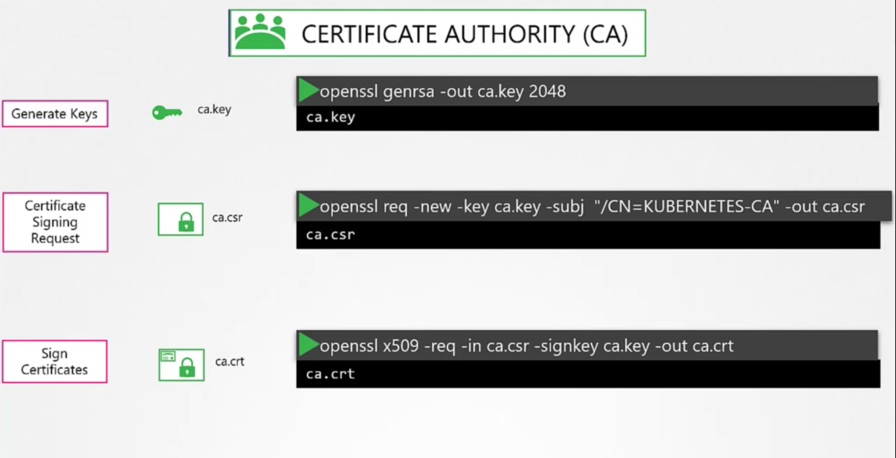 CERTIFICATE AUTHORITY (CA)
Generate Keys
ca.key
openssl genrsa -out ca.key 2048
ca.key
Certificate
Signing
Request
ca.csr
openssl req -new -key ca.key -subj "/CN=KUBERNETES-CA" -out ca.csr
ca.csr
Sign
Certificates
ca.crt
openssl x509 -req -in ca.csr -signkey ca.key -out ca.crt
ca.crt